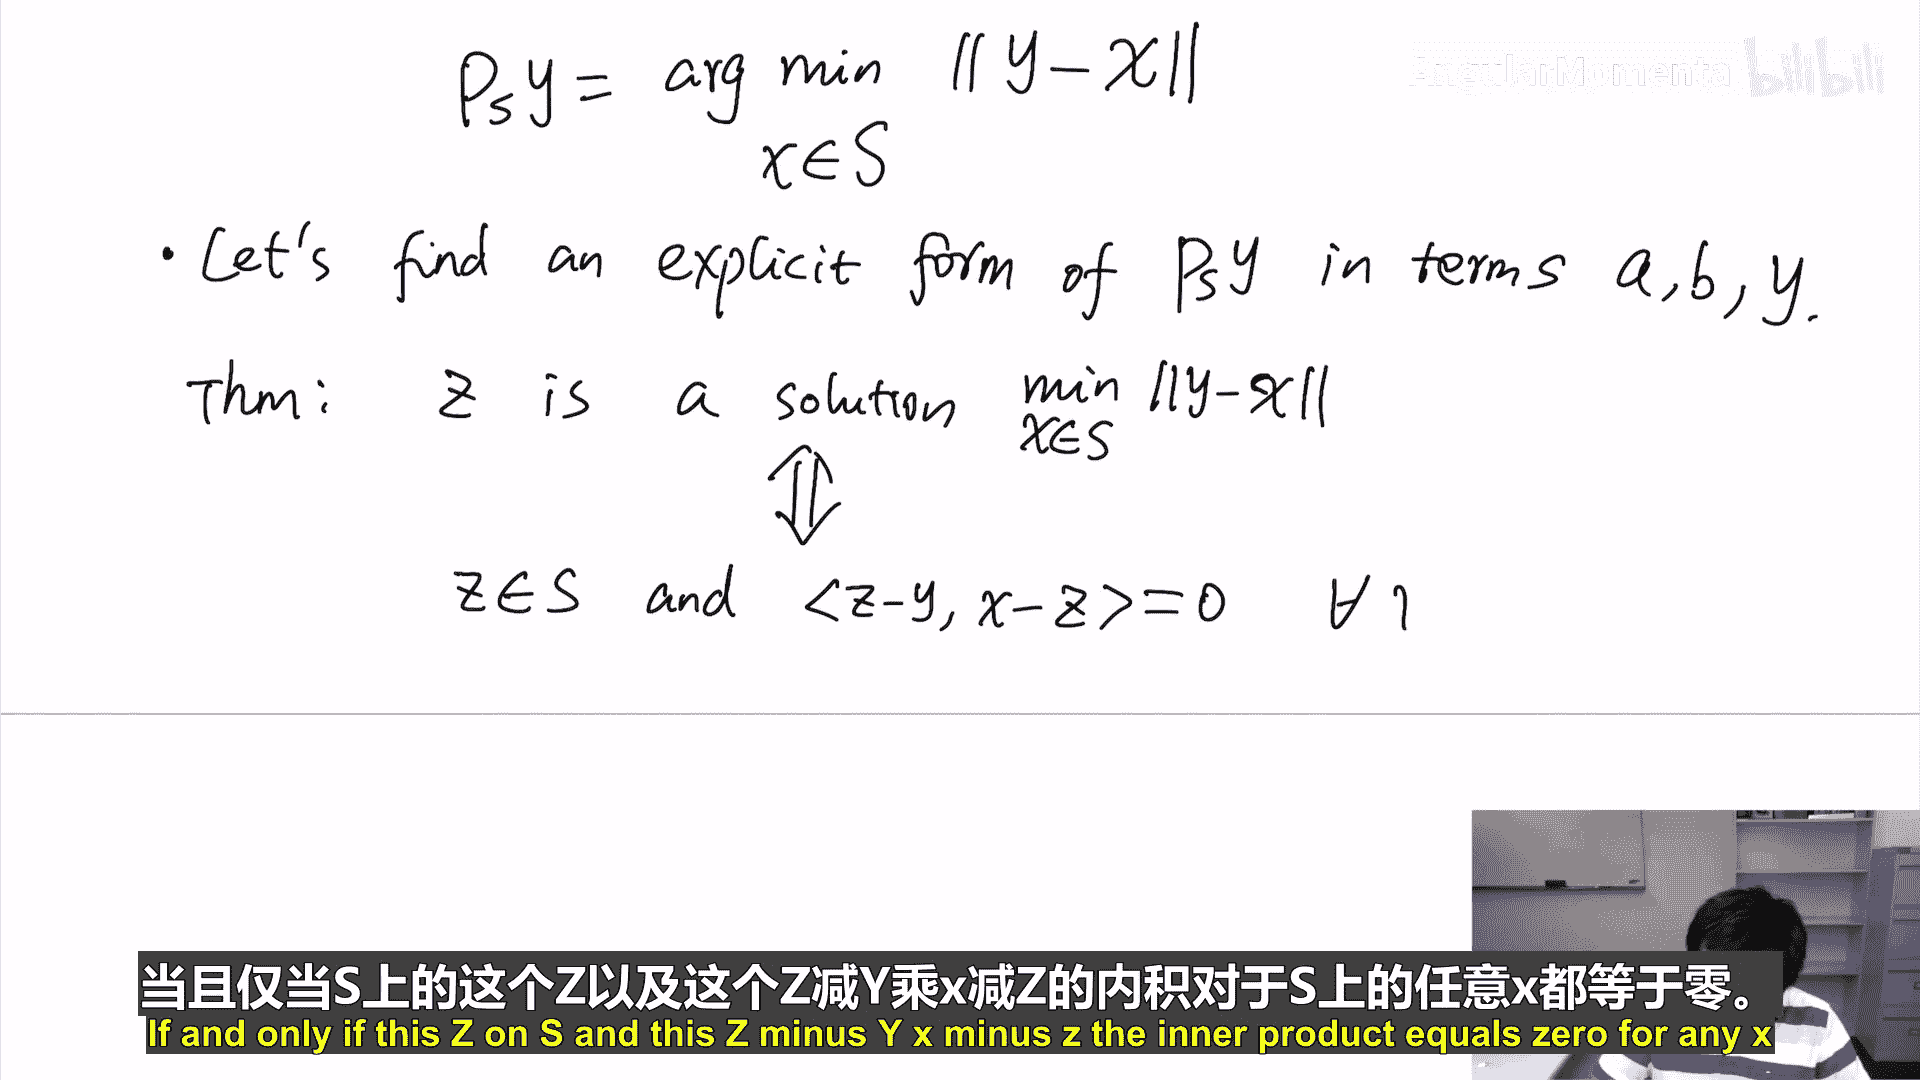 P_S y = arg min ‖y − x‖
x ∈ S
AngularMomenta bilibili
• Let's find an explicit form of P_S y in terms a, b, y.
Thm: z is a solution min ‖y − x‖
x ∈ S
⇕
z ∈ S and <z − y, x − z> = 0 ∀
当且仅当S上的这个Z以及这个Z减Y乘x减Z的内积对于S上的任意x都等于零。
If and only if this Z on S and this Z minus Y x minus z the inner product equals zero for any x